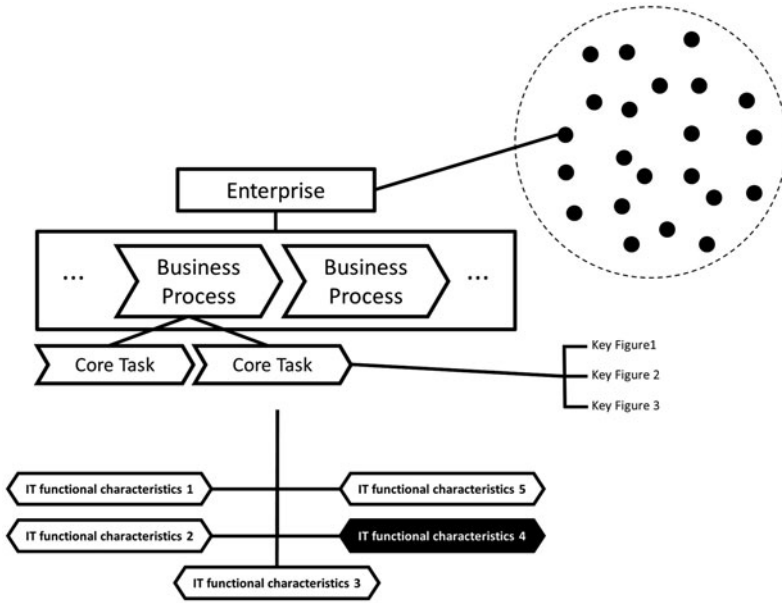 Enterprise
...
Business
Process
Business
Process
...
Core Task
Core Task
Key Figure1
Key Figure 2
Key Figure 3
IT functional characteristics 1
IT functional characteristics 5
IT functional characteristics 2
IT functional characteristics 4
IT functional characteristics 3